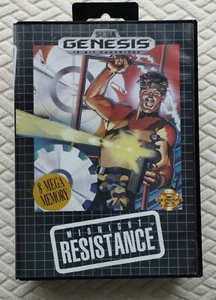 SEGA
GENESIS
16-BIT CARTRIDGE
8 MEGA
MEMORY
MIDNIGHT
RESISTANCE